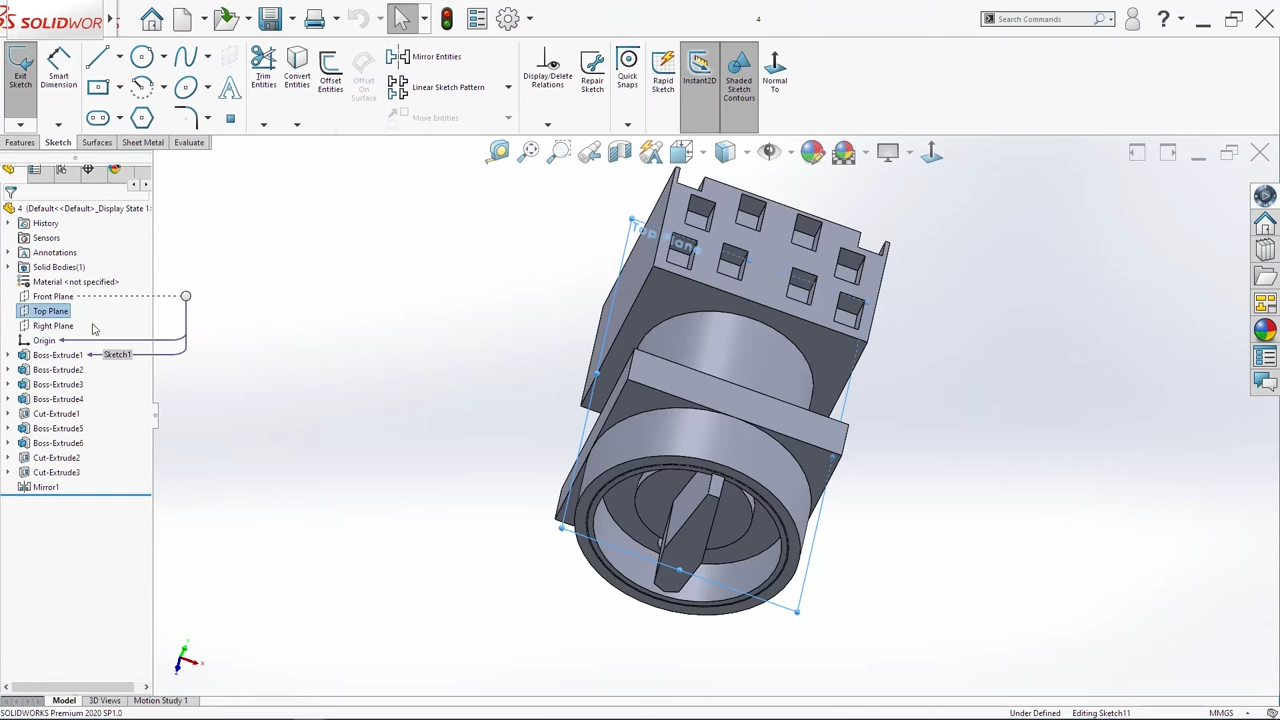 SOLIDWOR
4
Search Commands
?
Exit Sketch
Smart Dimension
Trim Entities
Convert Entities
Offset Entities
Offset On Surface
Mirror Entities
Linear Sketch Pattern
Move Entities
Display/Delete Relations
Repair Sketch
Quick Snaps
Rapid Sketch
Instant2D
Shaded Sketch Contours
Normal To
Features
Sketch
Surfaces
Sheet Metal
Evaluate
4 (Default<<Default>_Display State 1:
History
Sensors
Annotations
Solid Bodies(1)
Material <not specified>
Front Plane
Top Plane
Right Plane
Origin
Boss-Extrude1
Sketch1
Boss-Extrude2
Boss-Extrude3
Boss-Extrude4
Cut-Extrude1
Boss-Extrude5
Boss-Extrude6
Cut-Extrude2
Cut-Extrude3
Mirror1
Top Plane
Y
X
Z
Model
3D Views
Motion Study 1
SOLIDWORKS Premium 2020 SP1.0
Under Defined
Editing Sketch11
MMGS